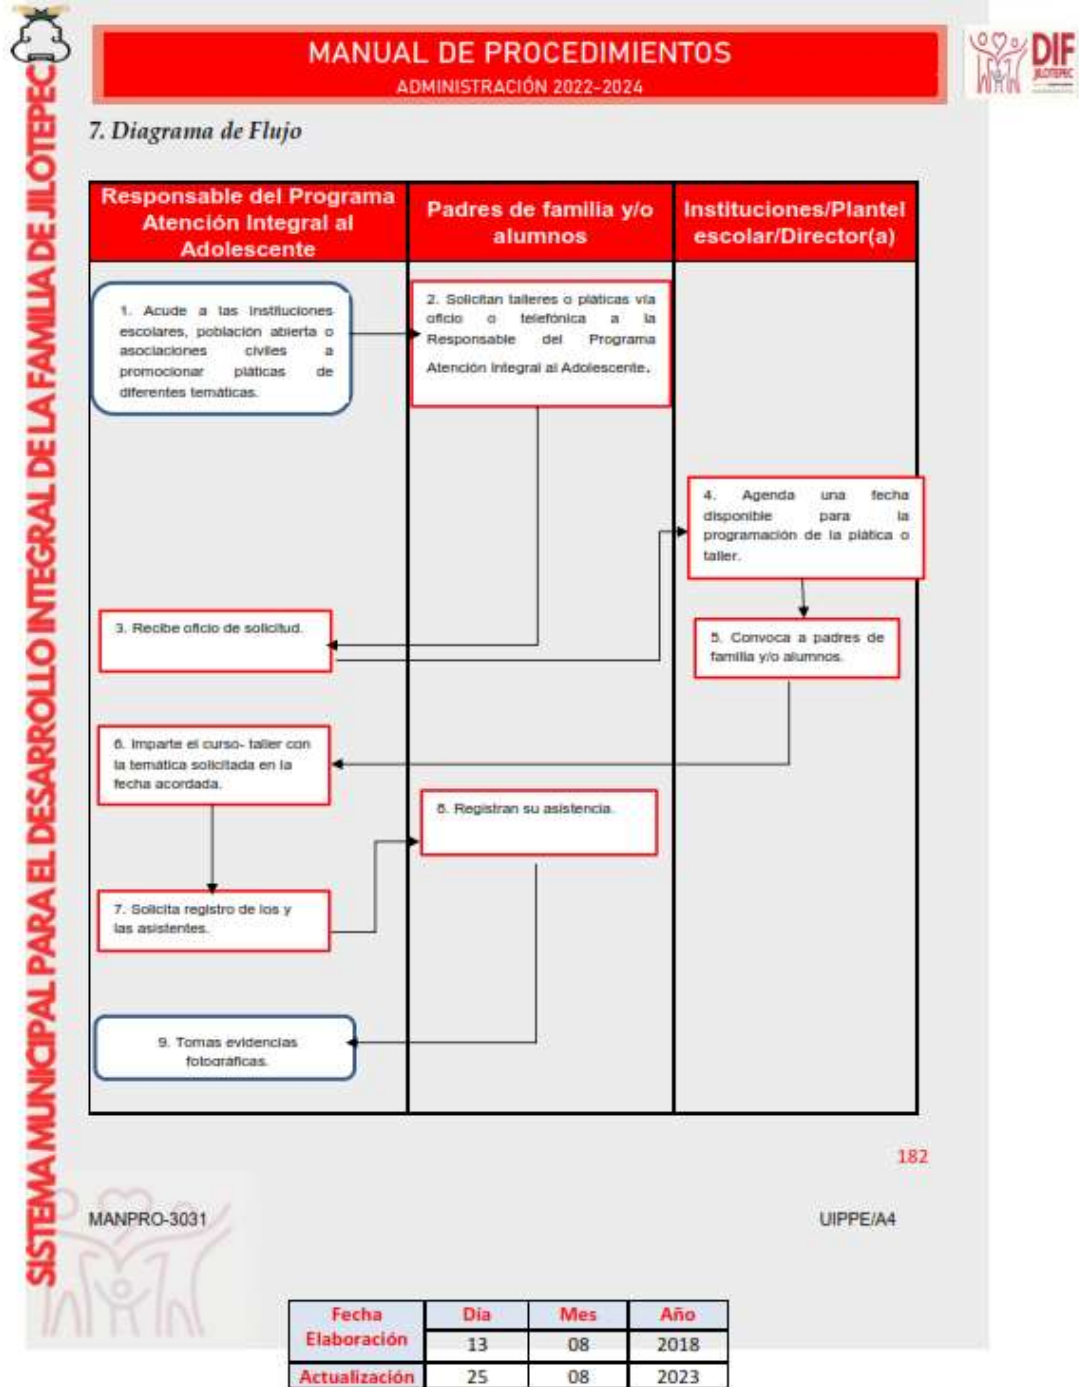 SISTEMA MUNICIPAL PARA EL DESARROLLO INTEGRAL DE LA FAMILIA DE JILOTEPEC
MANUAL DE PROCEDIMIENTOS
ADMINISTRACIÓN 2022-2024
DIF
JILOTEPEC
7. Diagrama de Flujo
Responsable del Programa
Atención Integral al
Adolescente
Padres de familia y/o
alumnos
Instituciones/Plantel
escolar/Director(a)
1. Acude a las instituciones
escolares, población abierta o
asociaciones civiles a
promocionar pláticas de
diferentes temáticas.
2. Solicitan talleres o pláticas vía
oficio o telefónica a la
Responsable del Programa
Atención Integral al Adolescente.
3. Recibe oficio de solicitud.
4. Agenda una fecha
disponible para la
programación de la plática o
taller.
5. Convoca a padres de
familia y/o alumnos.
6. Imparte el curso- taller con
la temática solicitada en la
fecha acordada.
7. Solicita registro de los y
las asistentes.
8. Registran su asistencia.
9. Tomas evidencias
fotográficas.
182
MANPRO-3031
UIPPE/A4
Fecha Elaboración Día Mes Año
13 08 2018
Actualización 25 08 2023